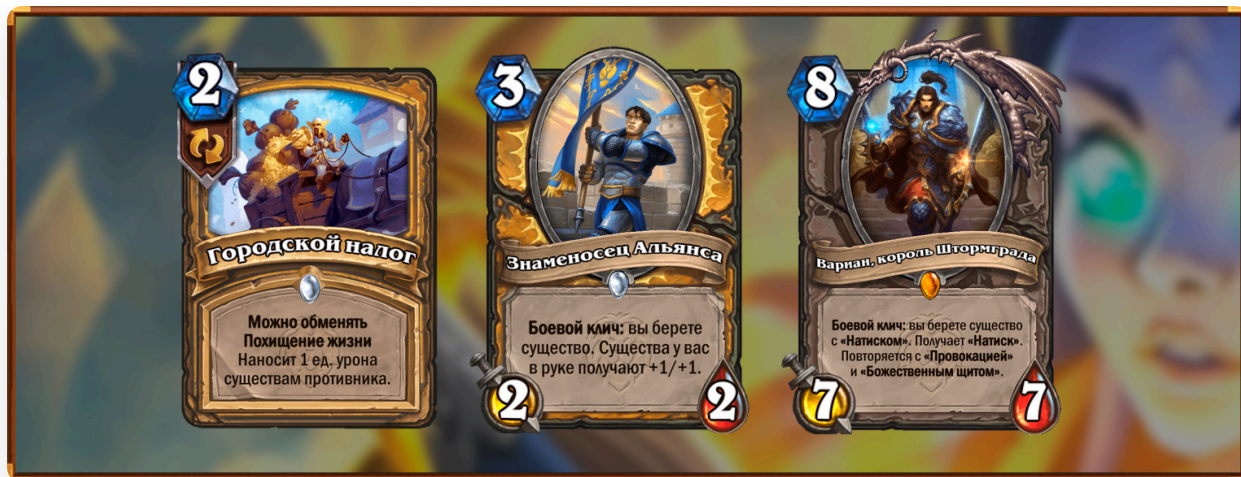 2
Городской налог
Можно обменять
Похищение жизни
Наносит 1 ед. урона
существам противника.
3
Знаменосец Альянса
Боевой клич: вы берете
существо. Существа у вас
в руке получают +1/+1.
2
2
8
Вариан, король Штормграда
Боевой клич: вы берете существо
с «Натиском». Получает «Натиск».
Повторяется с «Провокацией»
и «Божественным щитом».
7
7